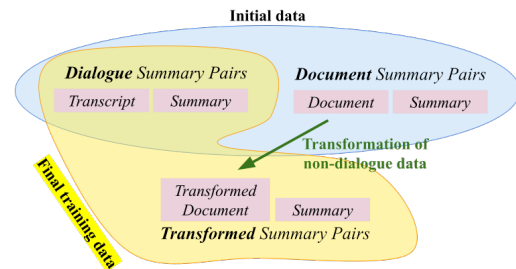 Initial data
Dialogue Summary Pairs
Document Summary Pairs
Transcript
Summary
Document
Summary
Transformation of
non-dialogue data
Transformed
Document
Summary
Transformed Summary Pairs
Final training data